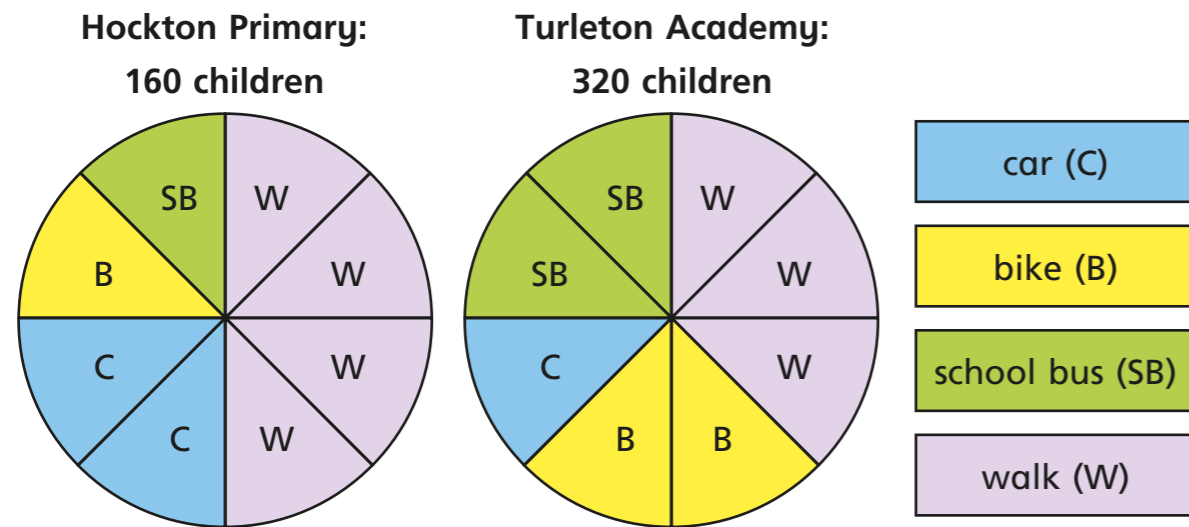 Hockton Primary:
160 children
SB
W
B
W
C
W
C
W
Turleton Academy:
320 children
SB
W
SB
W
C
W
B
B
car (C)
bike (B)
school bus (SB)
walk (W)